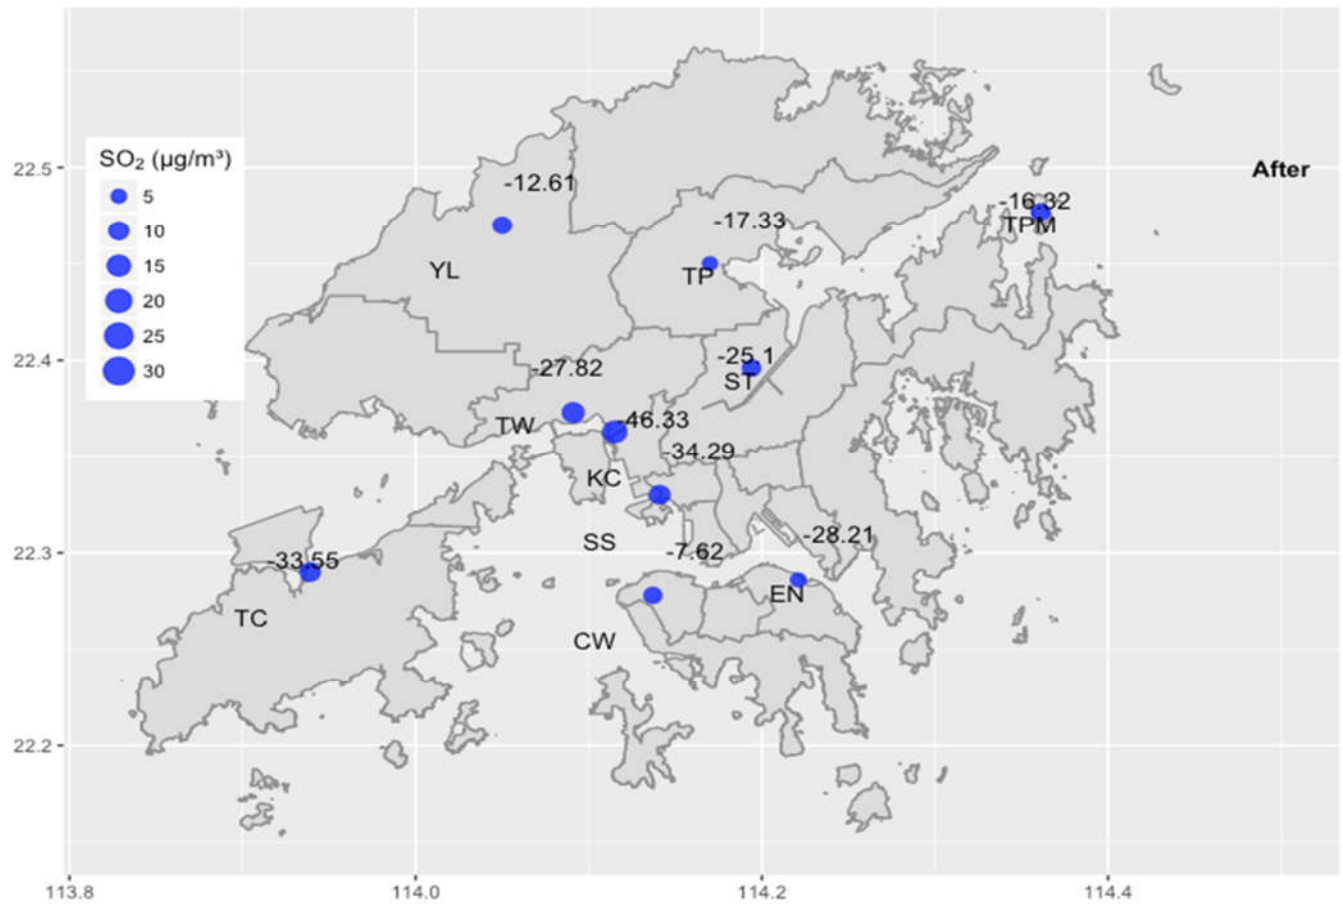 SO₂ (µg/m³)
5
10
15
20
25
30
After
-12.61
-17.33
-16.32
TPM
YL
TP
-25.1
ST
-27.82
TW
-46.33
-34.29
KC
SS
-7.62
-28.21
-33.55
TC
EN
CW
22.5
22.4
22.3
22.2
113.8
114.0
114.2
114.4